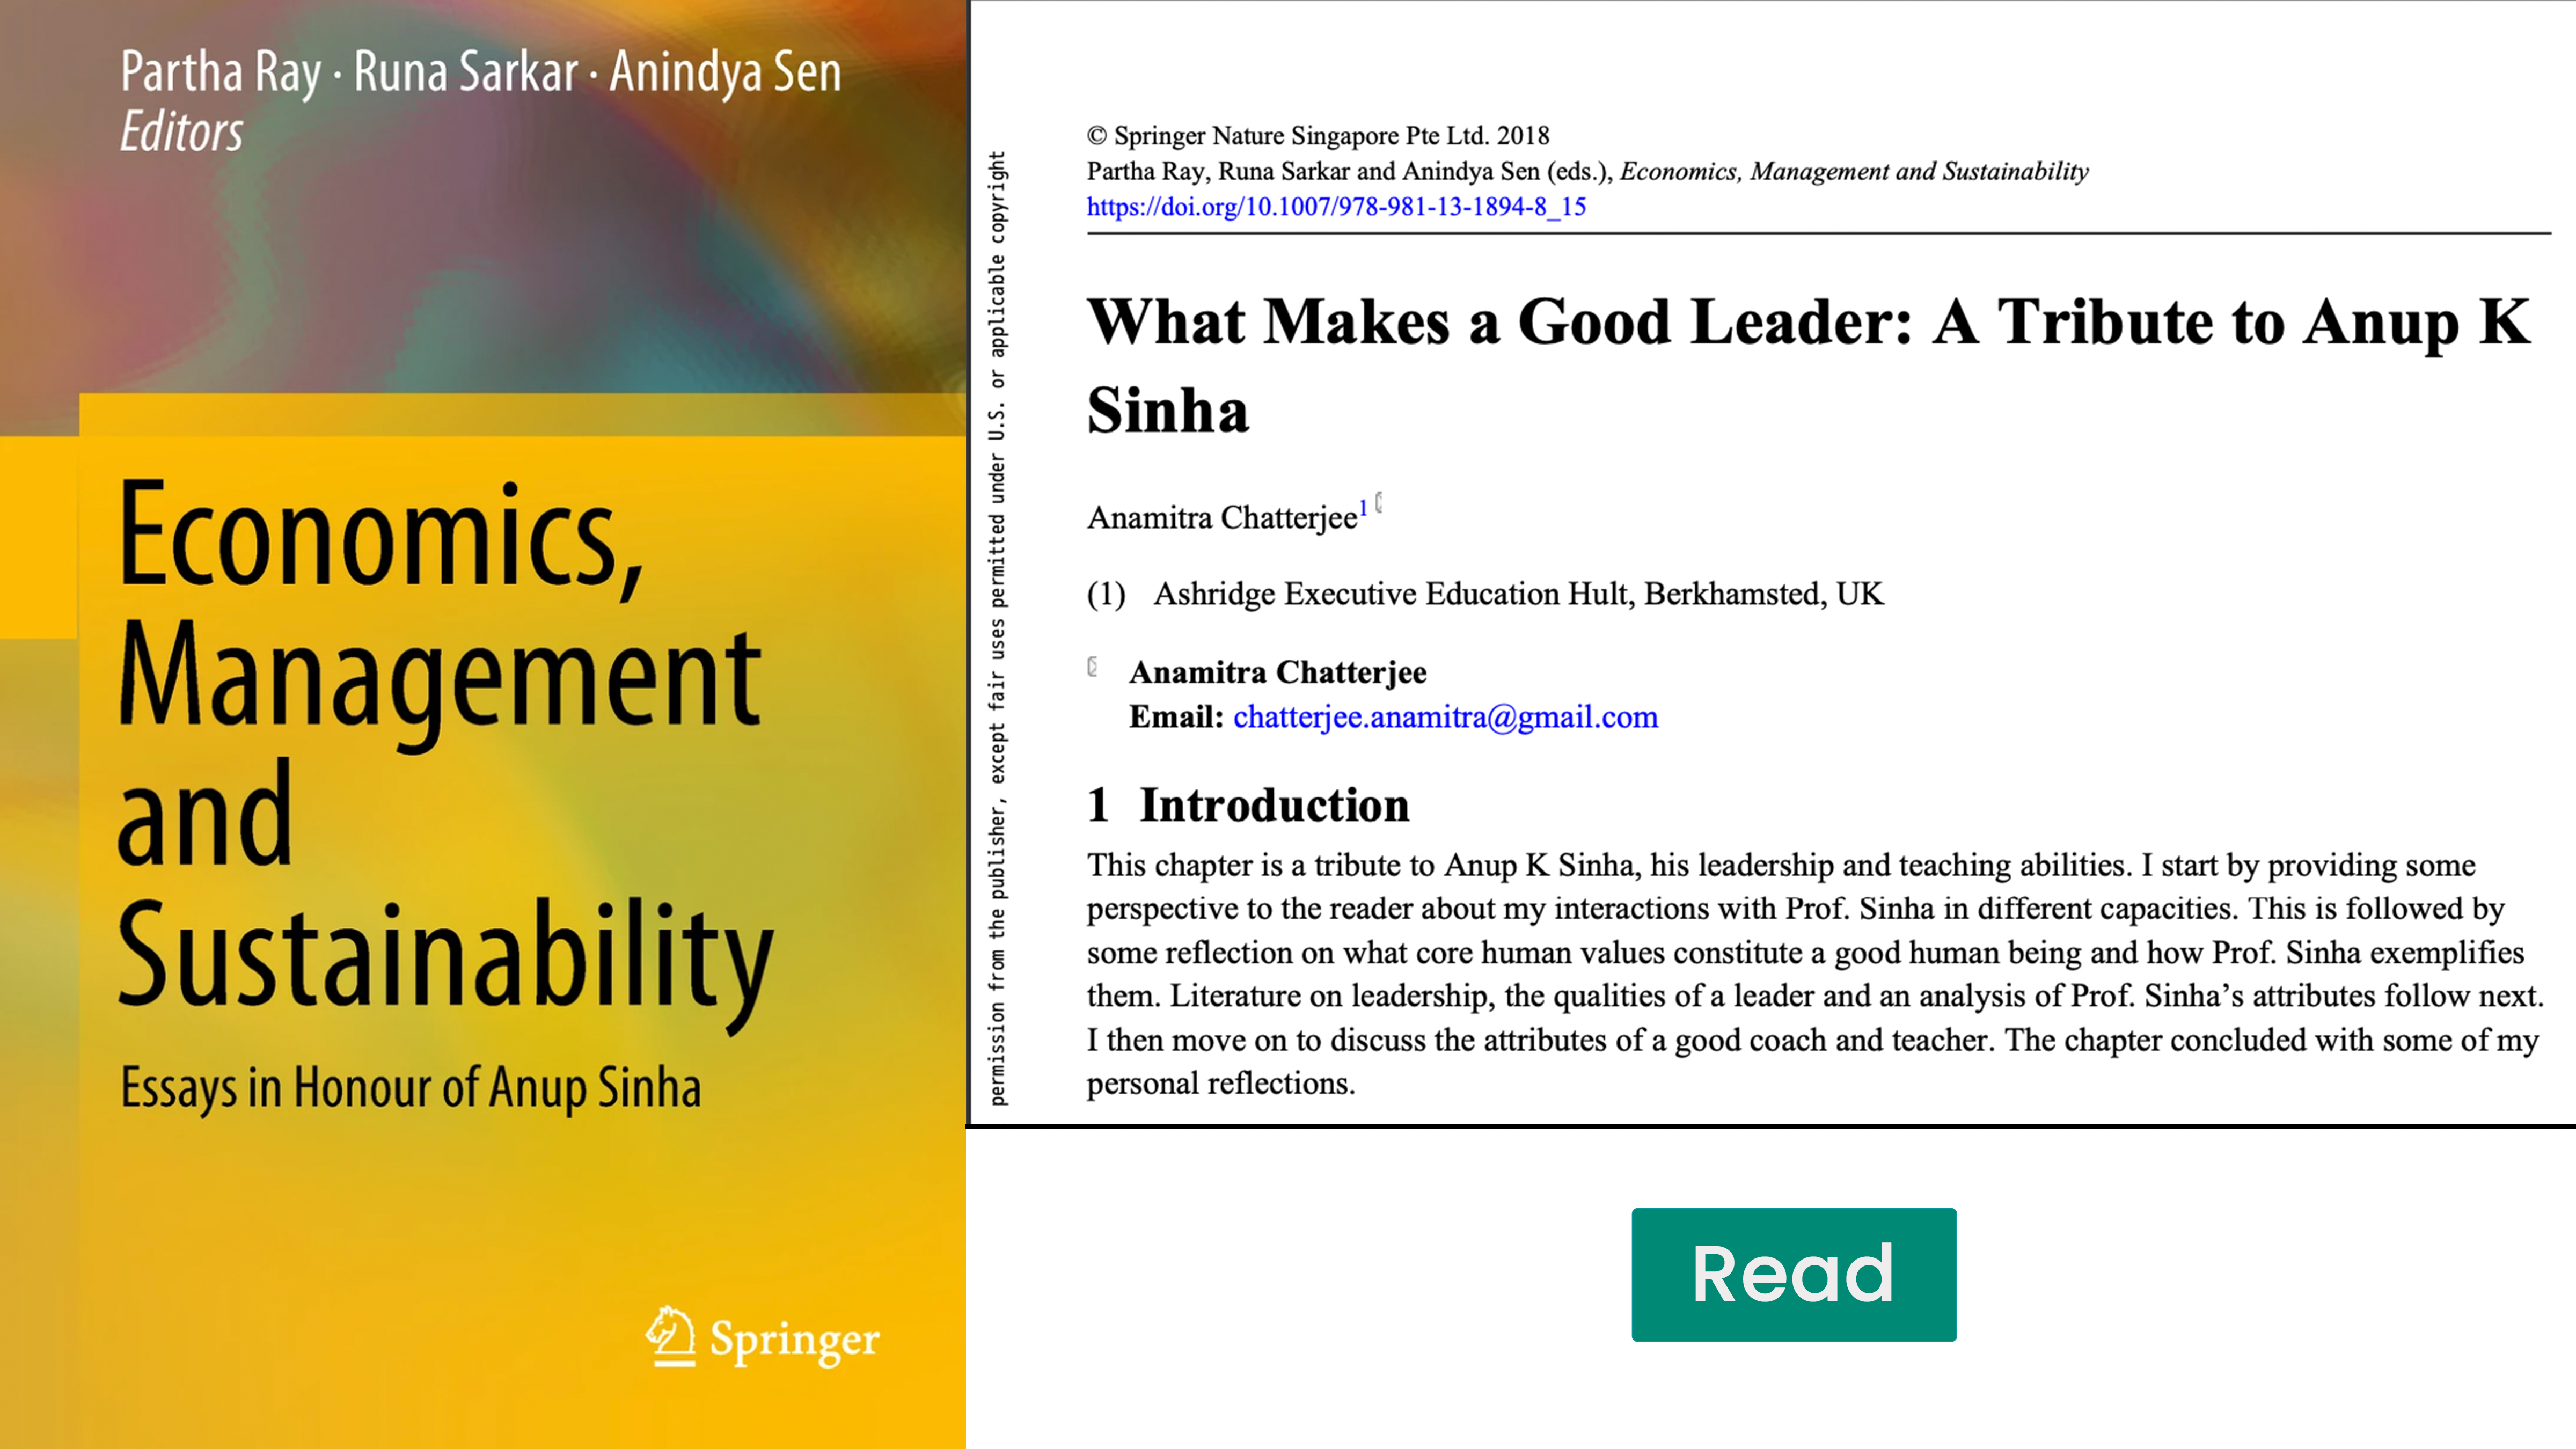 Partha Ray · Runa Sarkar · Anindya Sen
Editors
Economics,
Management
and
Sustainability
Essays in Honour of Anup Sinha
Springer
permission from the publisher, except fair uses permitted under U.S. or applicable copyright
© Springer Nature Singapore Pte Ltd. 2018
Partha Ray, Runa Sarkar and Anindya Sen (eds.), Economics, Management and Sustainability
https://doi.org/10.1007/978-981-13-1894-8_15
What Makes a Good Leader: A Tribute to Anup K
Sinha
Anamitra Chatterjee1
(1) Ashridge Executive Education Hult, Berkhamsted, UK
Anamitra Chatterjee
Email: chatterjee.anamitra@gmail.com
1 Introduction
This chapter is a tribute to Anup K Sinha, his leadership and teaching abilities. I start by providing some
perspective to the reader about my interactions with Prof. Sinha in different capacities. This is followed by
some reflection on what core human values constitute a good human being and how Prof. Sinha exemplifies
them. Literature on leadership, the qualities of a leader and an analysis of Prof. Sinha’s attributes follow next.
I then move on to discuss the attributes of a good coach and teacher. The chapter concluded with some of my
personal reflections.
Read